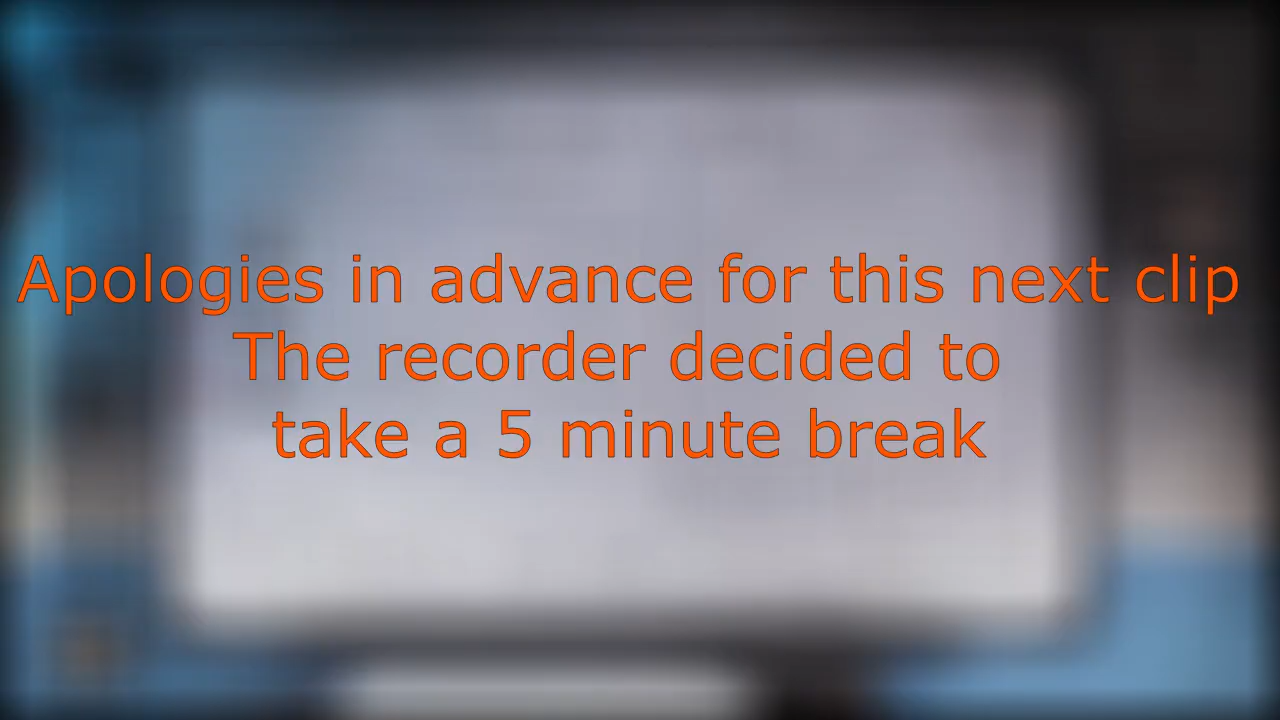 Apologies in advance for this next clip
The recorder decided to
take a 5 minute break